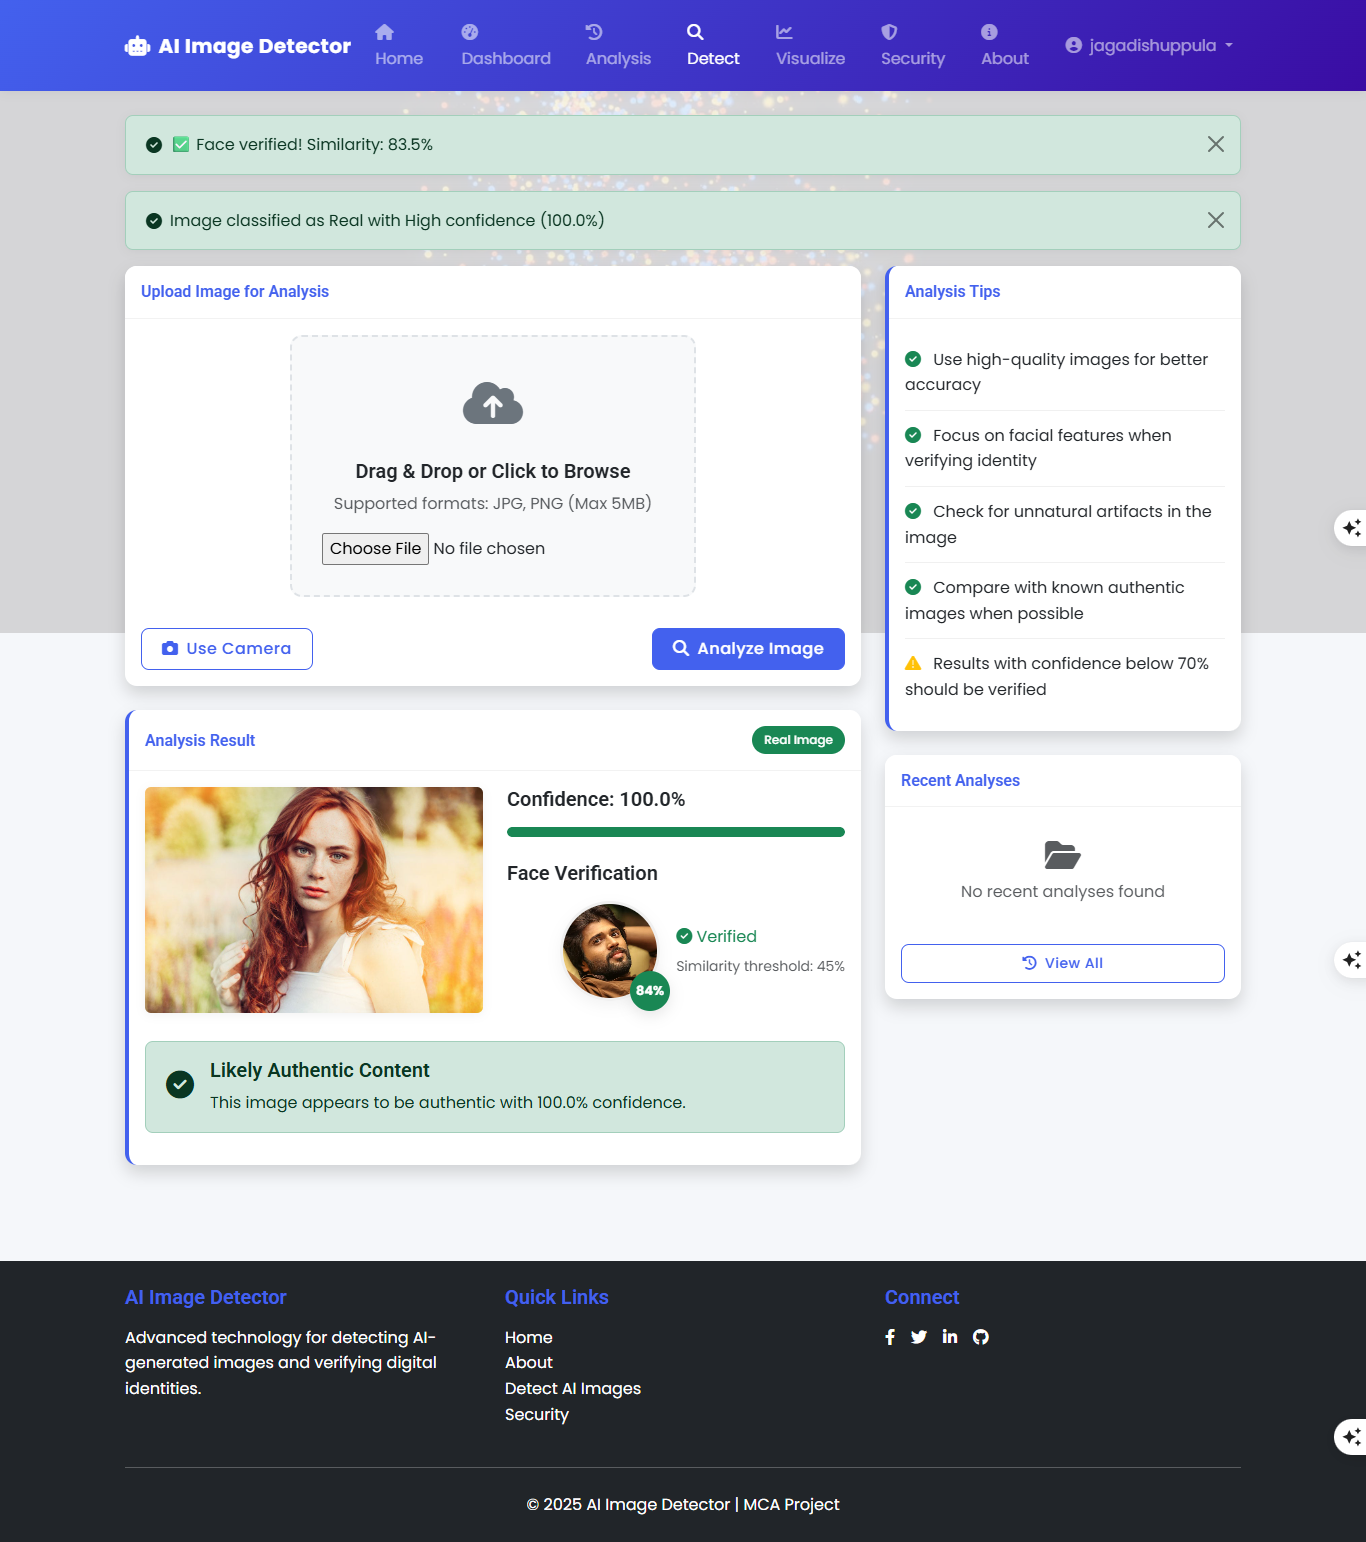 AI Image Detector
Home
Dashboard
Analysis
Detect
Visualize
Security
About
jagadishuppula
✅ Face verified! Similarity: 83.5%
Image classified as Real with High confidence (100.0%)
Upload Image for Analysis
Drag & Drop or Click to Browse
Supported formats: JPG, PNG (Max 5MB)
Choose File No file chosen
Use Camera
Analyze Image
Analysis Tips
Use high-quality images for better
accuracy
Focus on facial features when
verifying identity
Check for unnatural artifacts in the
image
Compare with known authentic
images when possible
Results with confidence below 70%
should be verified
Analysis Result
Real Image
Confidence: 100.0%
Face Verification
Verified
Similarity threshold: 45%
84%
Likely Authentic Content
This image appears to be authentic with 100.0% confidence.
Recent Analyses
No recent analyses found
View All
AI Image Detector
Advanced technology for detecting AI-
generated images and verifying digital
identities.
Quick Links
Home
About
Detect AI Images
Security
Connect
© 2025 AI Image Detector | MCA Project